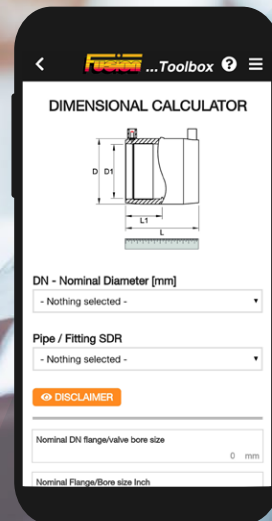 Fusion ...Toolbox ?
DIMENSIONAL CALCULATOR
D D1
L1
L
DN - Nominal Diameter [mm]
- Nothing selected -
Pipe / Fitting SDR
- Nothing selected -
DISCLAIMER
Nominal DN flange/valve bore size
0 mm
Nominal Flange/Bore size Inch